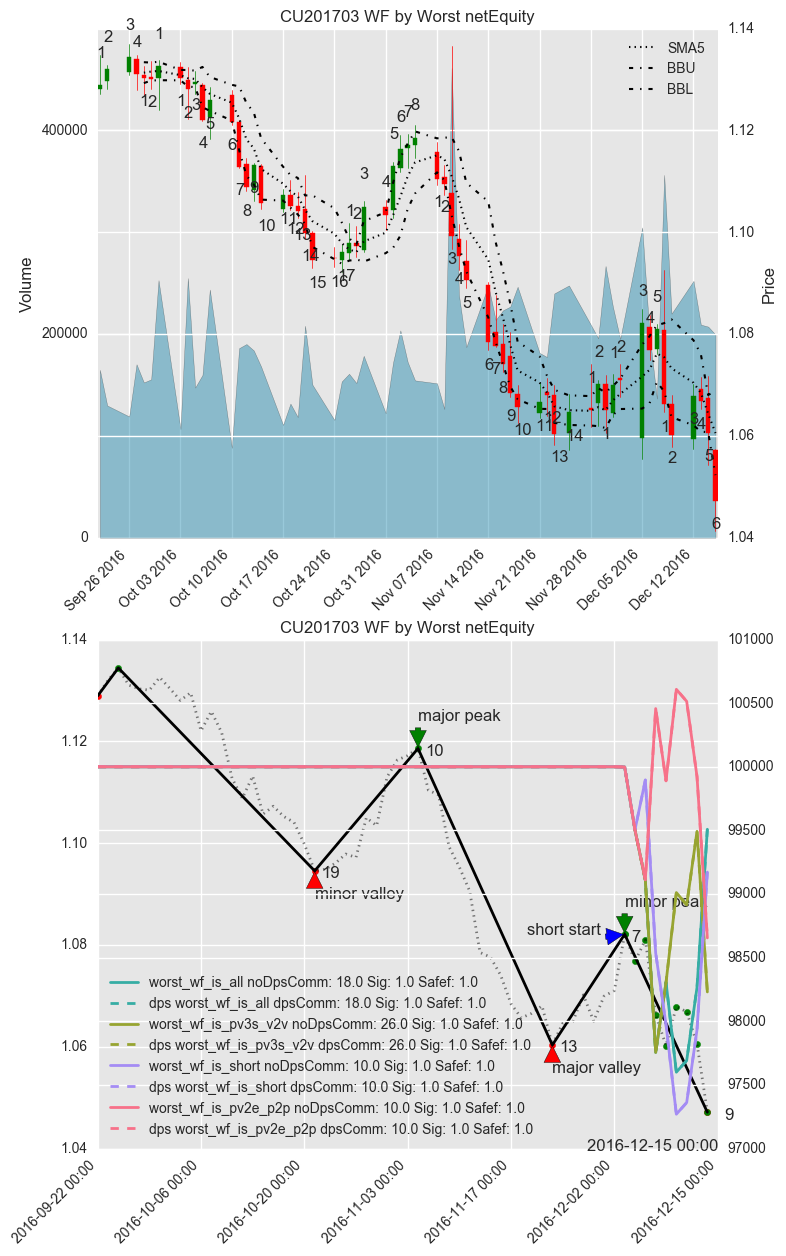 CU201703 WF by Worst netEquity
1.14
1.12
1.10
1.08
1.06
1.04
400000
200000
0
Volume
Price
SMA5
BBU
BBL
Sep 26 2016
Oct 03 2016
Oct 10 2016
Oct 17 2016
Oct 24 2016
Oct 31 2016
Nov 07 2016
Nov 14 2016
Nov 21 2016
Nov 28 2016
Dec 05 2016
Dec 12 2016
CU201703 WF by Worst netEquity
1.14
1.12
1.10
1.08
1.06
1.04
101000
100500
100000
99500
99000
98500
98000
97500
97000
major peak
10
19
minor valley
minor peak
short start
7
13
major valley
9
2016-12-15 00:00
worst_wf_is_all noDpsComm: 18.0 Sig: 1.0 Safef: 1.0
dps worst_wf_is_all dpsComm: 18.0 Sig: 1.0 Safef: 1.0
worst_wf_is_pv3s_v2v noDpsComm: 26.0 Sig: 1.0 Safef: 1.0
dps worst_wf_is_pv3s_v2v dpsComm: 26.0 Sig: 1.0 Safef: 1.0
worst_wf_is_short noDpsComm: 10.0 Sig: 1.0 Safef: 1.0
dps worst_wf_is_short dpsComm: 10.0 Sig: 1.0 Safef: 1.0
worst_wf_is_pv2e_p2p noDpsComm: 10.0 Sig: 1.0 Safef: 1.0
dps worst_wf_is_pv2e_p2p dpsComm: 10.0 Sig: 1.0 Safef: 1.0
2016-09-22 00:00
2016-10-06 00:00
2016-10-20 00:00
2016-11-03 00:00
2016-11-17 00:00
2016-12-02 00:00
2016-12-15 00:00